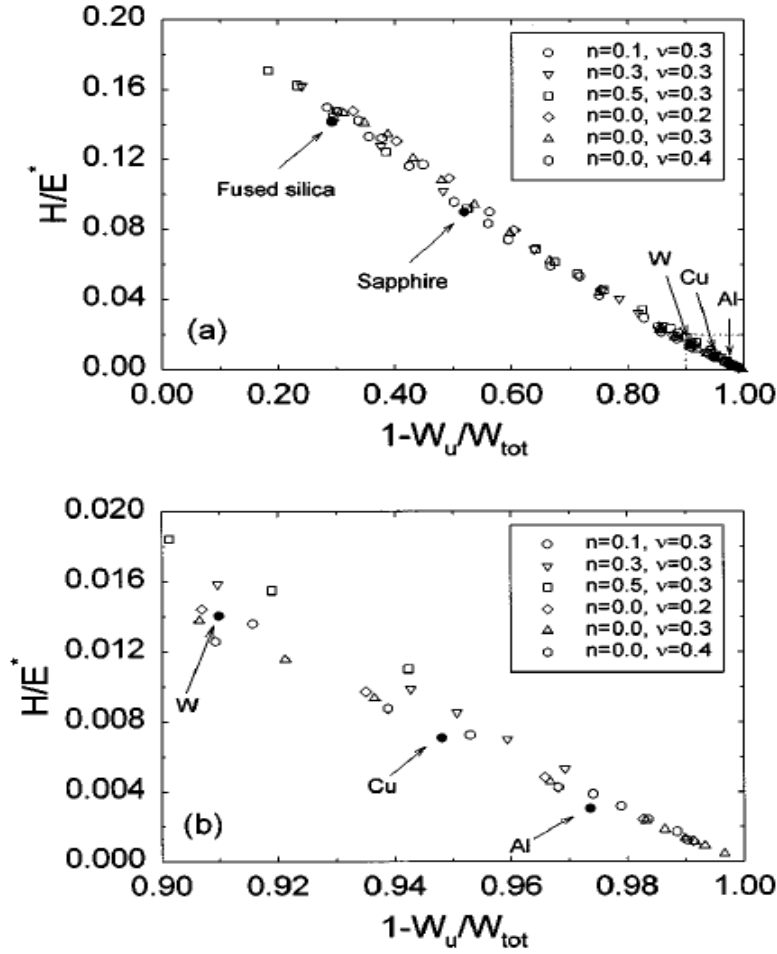 0.20
0.16
0.12
0.08
0.04
0.00
H/E*
n=0.1, ν=0.3
n=0.3, ν=0.3
n=0.5, ν=0.3
n=0.0, ν=0.2
n=0.0, ν=0.3
n=0.0, ν=0.4
Fused silica
Sapphire
W
Cu
Al
(a)
0.00 0.20 0.40 0.60 0.80 1.00
1-Wu/Wtot
0.020
0.016
0.012
0.008
0.004
0.000
H/E*
n=0.1, ν=0.3
n=0.3, ν=0.3
n=0.5, ν=0.3
n=0.0, ν=0.2
n=0.0, ν=0.3
n=0.0, ν=0.4
W
Cu
Al
(b)
0.90 0.92 0.94 0.96 0.98 1.00
1-Wu/Wtot